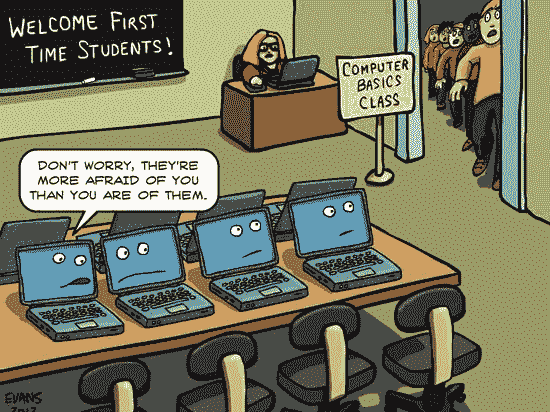 WELCOME FIRST
TIME STUDENTS!
COMPUTER
BASICS
CLASS
DON'T WORRY, THEY'RE
MORE AFRAID OF YOU
THAN YOU ARE OF THEM.
EVANS
2012